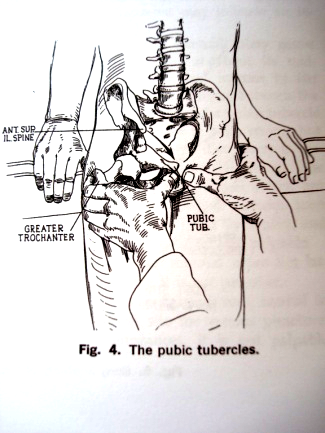 ANT. SUP.
IL. SPINE
GREATER
TROCHANTER
PUBIC
TUB.
Fig. 4. The pubic tubercles.